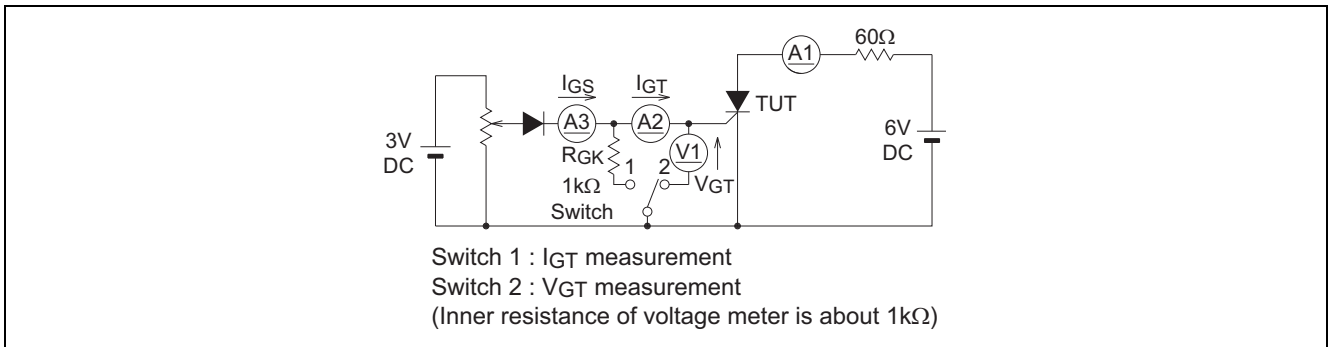 60Ω
A1
IGS IGT
TUT
A3 A2
3V
DC
RGK 1 2 V1
6V
DC
1kΩ VGT
Switch
Switch 1 : IGT measurement
Switch 2 : VGT measurement
(Inner resistance of voltage meter is about 1kΩ)